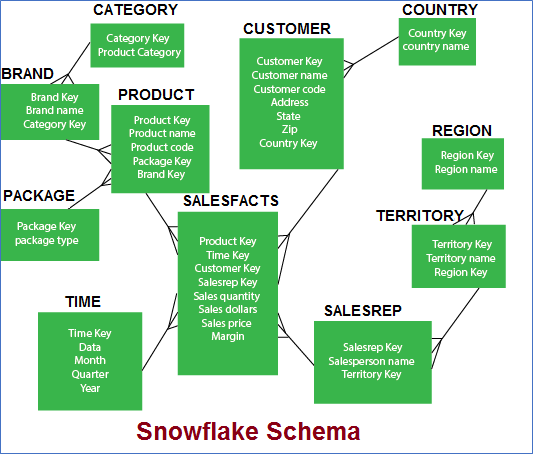 CATEGORY
Category Key
Product Category
BRAND
Brand Key
Brand name
Category Key
PRODUCT
Product Key
Product name
Product code
Package Key
Brand Key
PACKAGE
Package Key
package type
CUSTOMER
Customer Key
Customer name
Customer code
Address
State
Zip
Country Key
COUNTRY
Country Key
country name
REGION
Region Key
Region name
TERRITORY
Territory Key
Territory name
Region Key
SALESFACTS
Product Key
Time Key
Customer Key
Salesrep Key
Sales quantity
Sales dollars
Sales price
Margin
TIME
Time Key
Data
Month
Quarter
Year
SALESREP
Salesrep Key
Salesperson name
Territory Key
Snowflake Schema